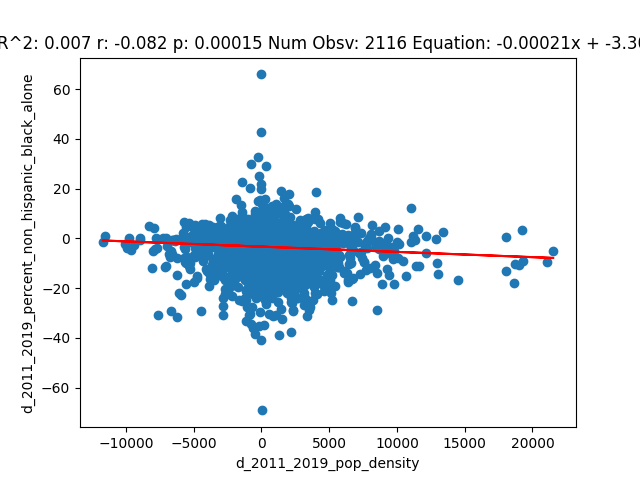 R^2: 0.007 r: -0.082 p: 0.00015 Num Obsv: 2116 Equation: -0.00021x + -3.3
d_2011_2019_percent_non_hispanic_black_alone
60
40
20
0
−20
−40
−60
−10000 −5000 0 5000 10000 15000 20000
d_2011_2019_pop_density